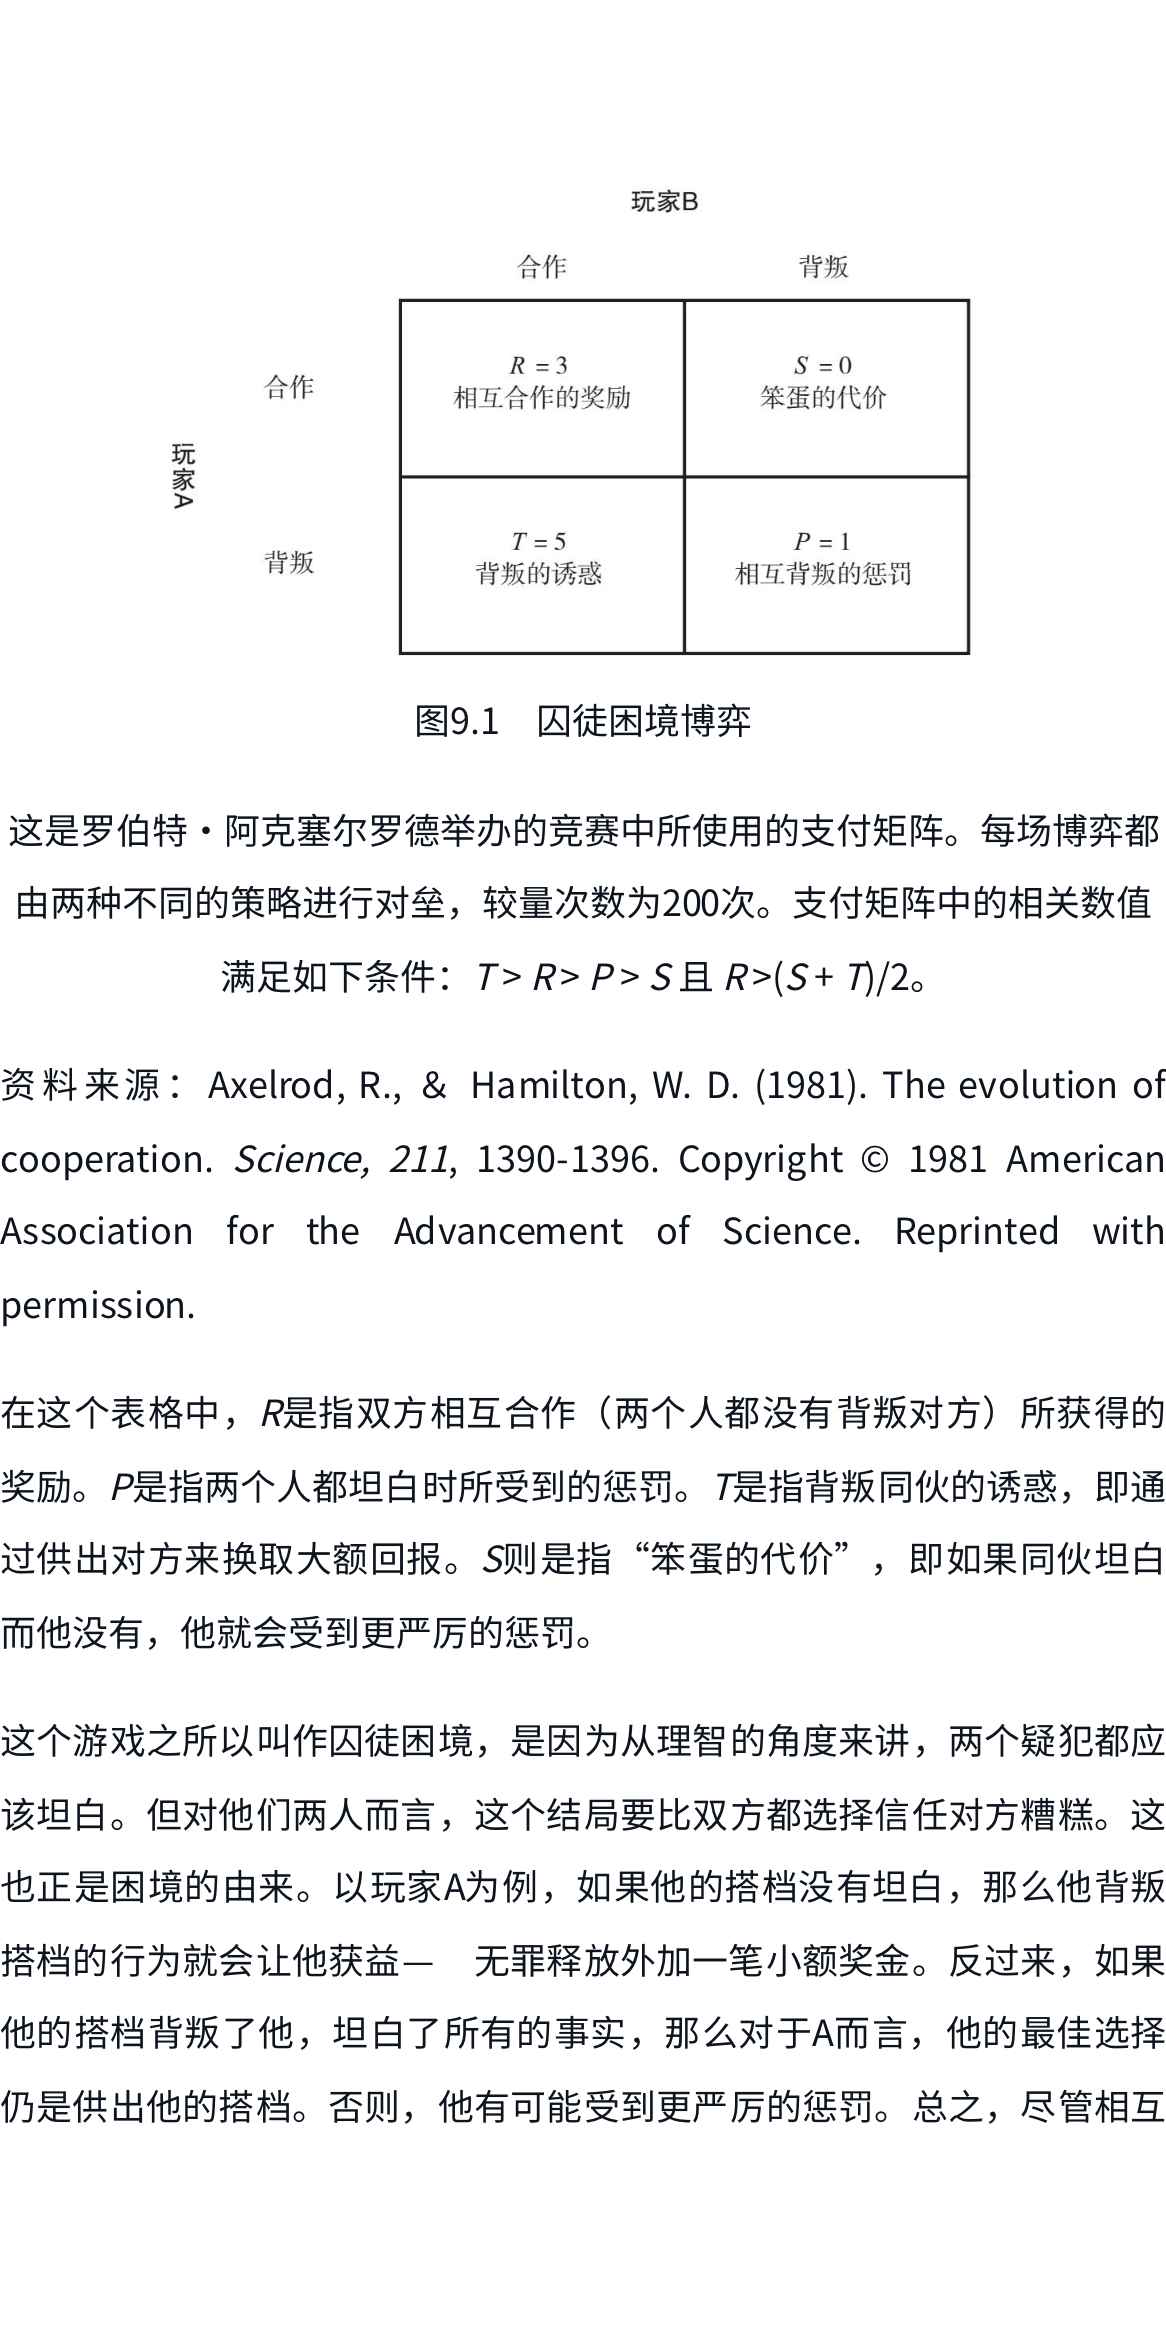 玩家B
合作 背叛
合作
R = 3
相互合作的奖励
S = 0
笨蛋的代价
玩家A
背叛
T = 5
背叛的诱惑
P = 1
相互背叛的惩罚
图9.1 囚徒困境博弈
这是罗伯特·阿克塞尔罗德举办的竞赛中所使用的支付矩阵。每场博弈都
由两种不同的策略进行对垒，较量次数为200次。支付矩阵中的相关数值
满足如下条件：T > R > P > S 且 R >(S + T)/2。
资料来源：Axelrod, R., & Hamilton, W. D. (1981). The evolution of
cooperation. Science, 211, 1390-1396. Copyright © 1981 American
Association for the Advancement of Science. Reprinted with
permission.
在这个表格中，R是指双方相互合作（两个人都没有背叛对方）所获得的
奖励。P是指两个人都坦白时所受到的惩罚。T是指背叛同伙的诱惑，即通
过供出对方来换取大额回报。S则是指“笨蛋的代价”，即如果同伙坦白
而他没有，他就会受到更严厉的惩罚。
这个游戏之所以叫作囚徒困境，是因为从理智的角度来讲，两个疑犯都应
该坦白。但对他们两人而言，这个结局要比双方都选择信任对方糟糕。这
也正是困境的由来。以玩家A为例，如果他的搭档没有坦白，那么他背叛
搭档的行为就会让他获益— 无罪释放外加一笔小额奖金。反过来，如果
他的搭档背叛了他，坦白了所有的事实，那么对于A而言，他的最佳选择
仍是供出他的搭档。否则，他有可能受到更严厉的惩罚。总之，尽管相互